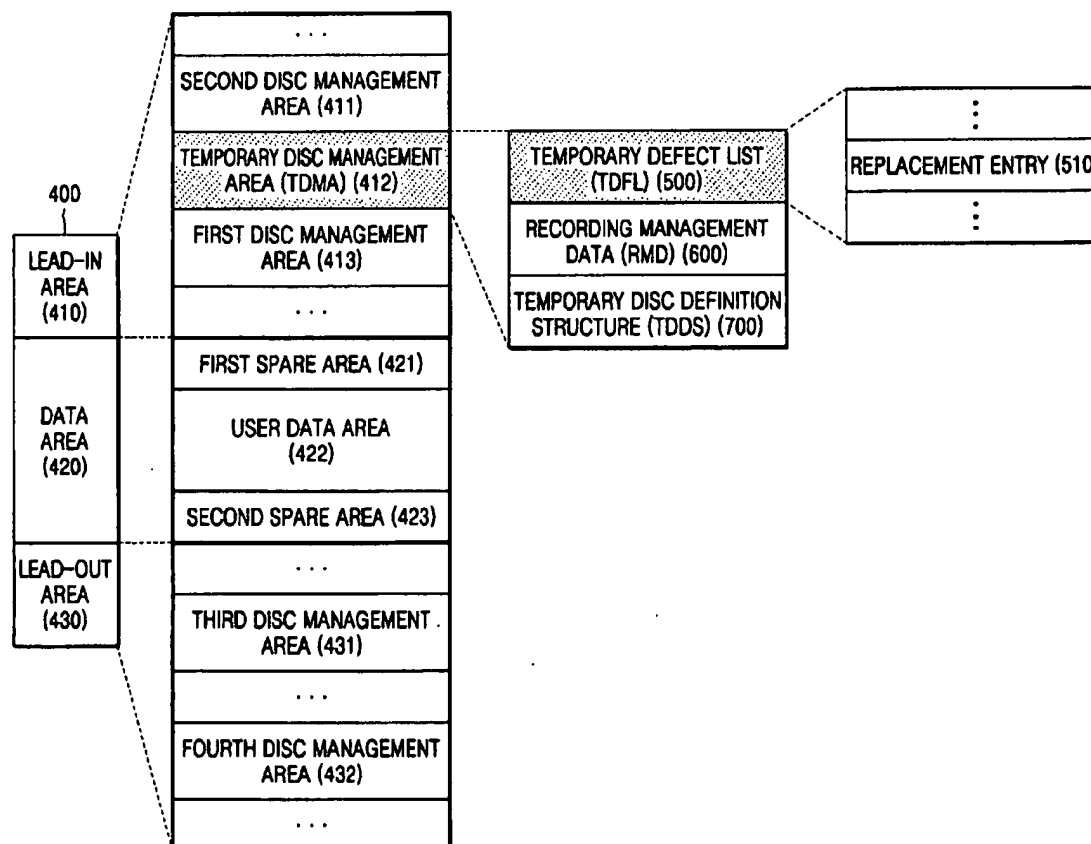 400
LEAD-IN
AREA
(410)
DATA
AREA
(420)
LEAD-OUT
AREA
(430)
. . .
SECOND DISC MANAGEMENT
AREA (411)
TEMPORARY DISC MANAGEMENT
AREA (TDMA) (412)
FIRST DISC MANAGEMENT
AREA (413)
. . .
FIRST SPARE AREA (421)
USER DATA AREA
(422)
SECOND SPARE AREA (423)
. . .
THIRD DISC MANAGEMENT
AREA (431)
. . .
FOURTH DISC MANAGEMENT
AREA (432)
. . .
TEMPORARY DEFECT LIST
(TDFL) (500)
RECORDING MANAGEMENT
DATA (RMD) (600)
TEMPORARY DISC DEFINITION
STRUCTURE (TDDS) (700)
⋮
REPLACEMENT ENTRY (510)
⋮